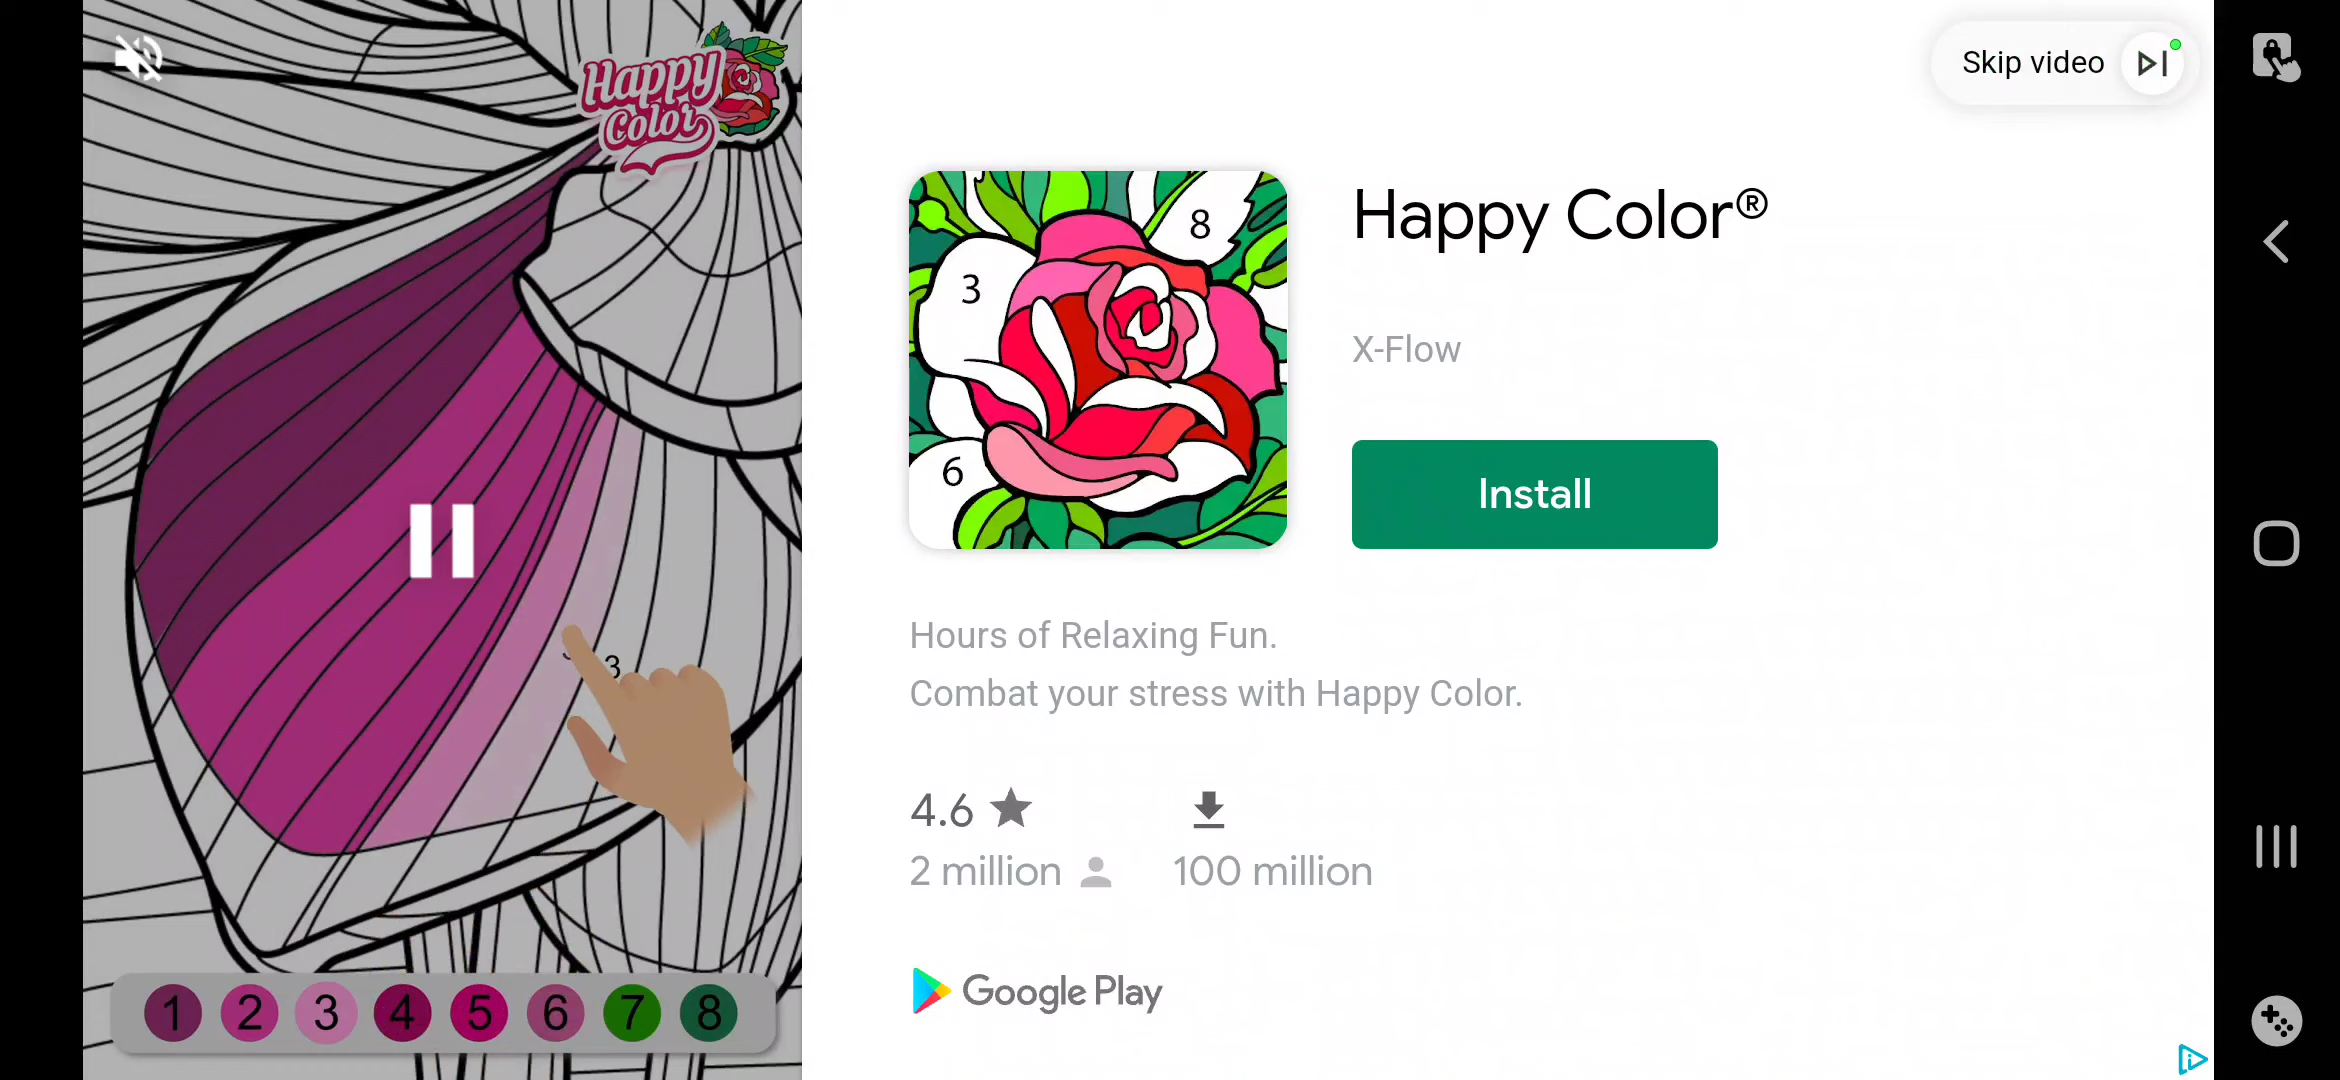 Happy
Color
Skip video
Happy Color®
X-Flow
Install
8
3
6
Hours of Relaxing Fun.
Combat your stress with Happy Color.
3
4.6
2 million
100 million
Google Play
1 2 3 4 5 6 7 8